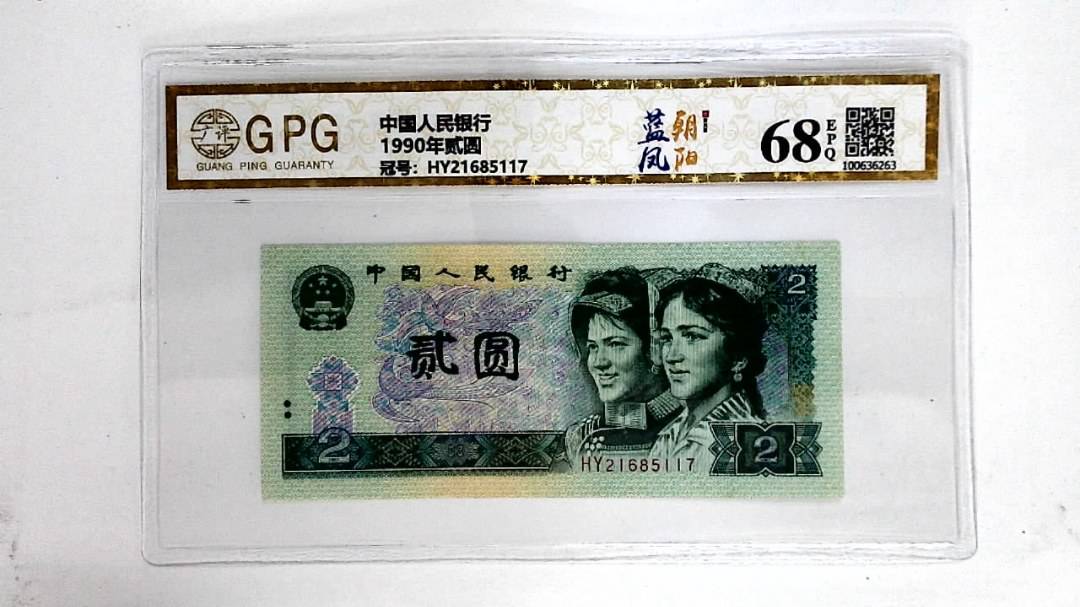 GPG
GUANG PING GUARANTY
中国人民银行
1990年贰圆
冠号：HY21685117
蓝凤
朝阳
68 EPQ
100636263
中国人民银行
2
贰圆
2
HY21685117
2